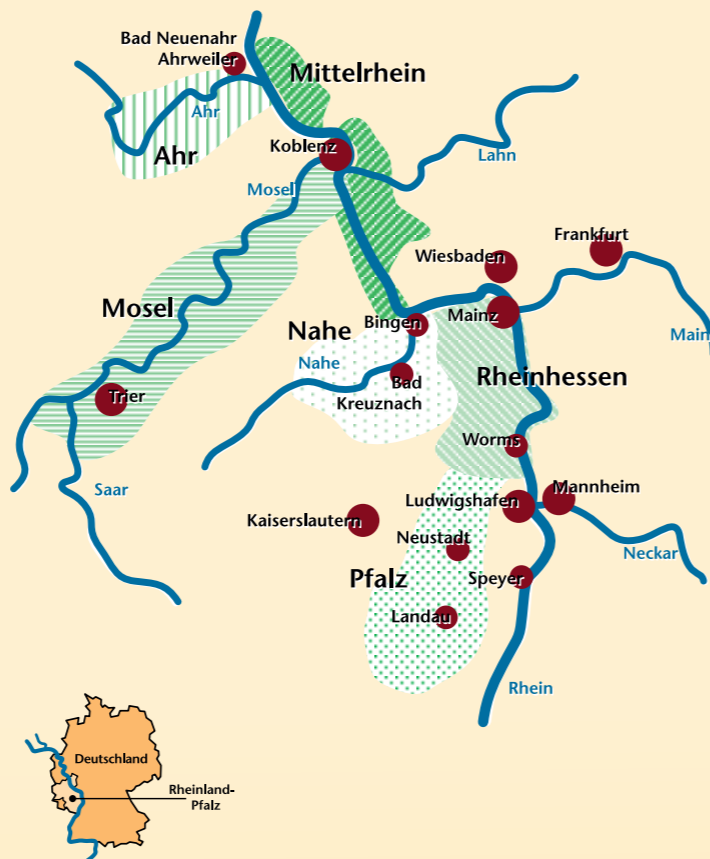 Bad Neuenahr
Ahrweiler
Mittelrhein
Ahr
Ahr
Koblenz
Lahn
Mosel
Frankfurt
Wiesbaden
Mosel
Mainz
Bingen
Nahe
Main
Nahe
Rheinhessen
Bad
Kreuznach
Trier
Worms
Saar
Mannheim
Ludwigshafen
Kaiserslautern
Neustadt
Neckar
Pfalz
Speyer
Landau
Rhein
Deutschland
Rheinland-
Pfalz